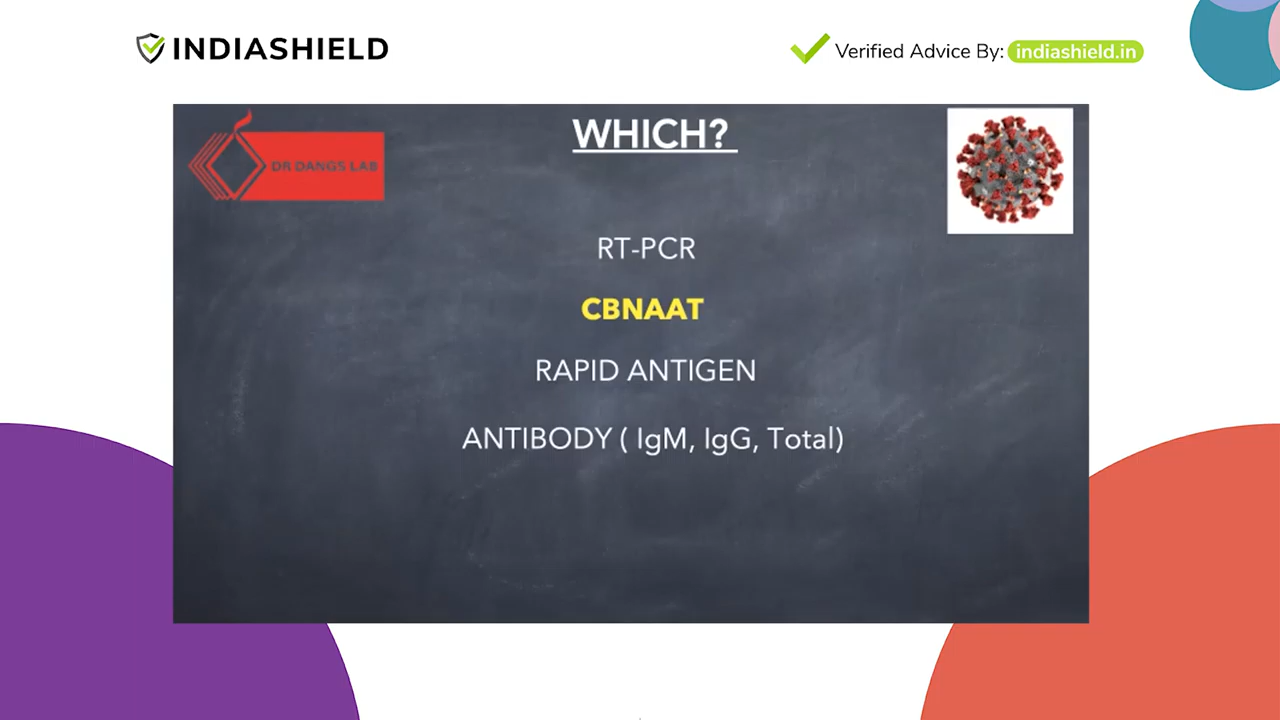 INDIASHIELD
Verified Advice By: indiashield.in
DR DANGS LAB
WHICH?
RT-PCR
CBNAAT
RAPID ANTIGEN
ANTIBODY ( IgM, IgG, Total)